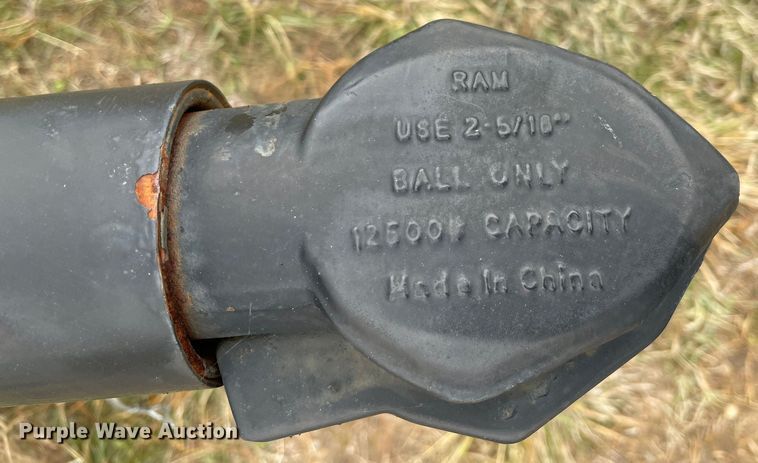 RAM
USE 2-5/16"
BALL ONLY
12500# CAPACITY
Made In China
Purple Wave Auction